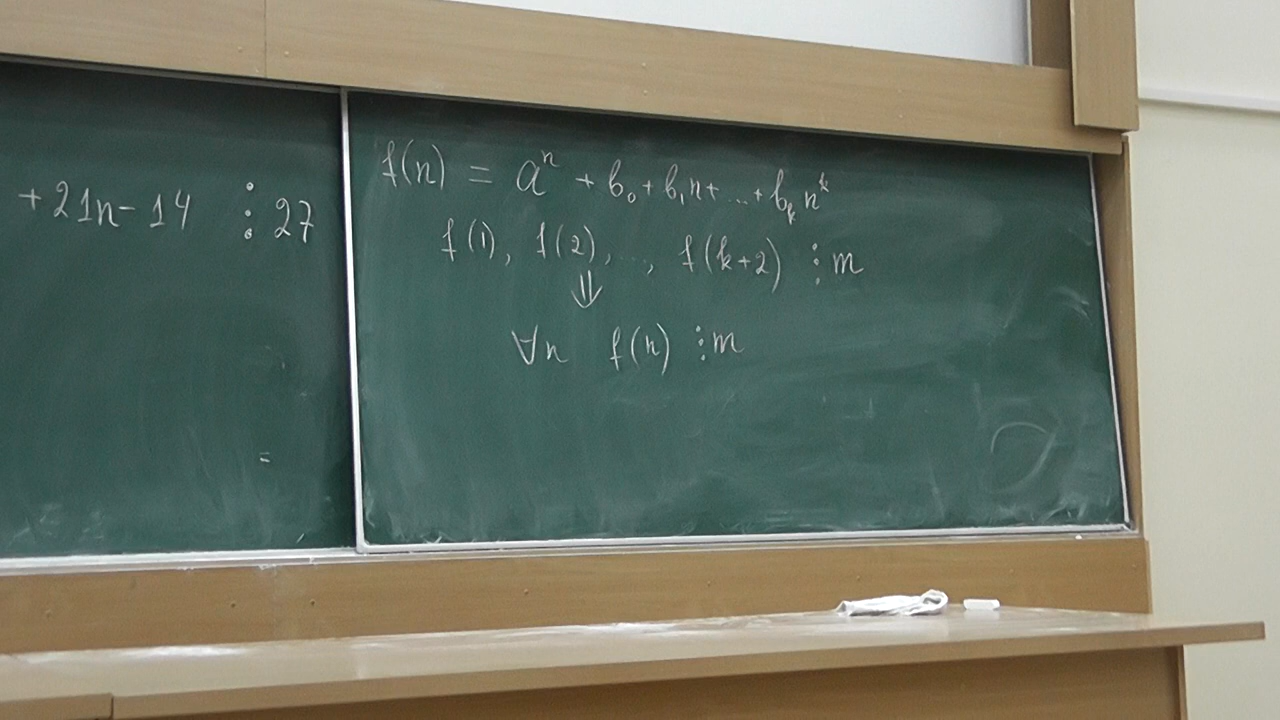 +21n-14 ⋮ 27
f(n) = aⁿ + b₀ + b₁n + ... + bₖnᵏ
f(1), f(2), ..., f(k+2) ⋮ m
⇓
∀n f(n) ⋮ m